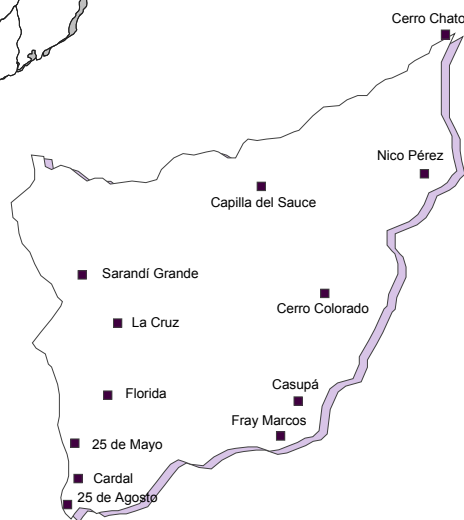 Cerro Chato
Nico Pérez
Capilla del Sauce
Sarandí Grande
Cerro Colorado
La Cruz
Casupá
Florida
Fray Marcos
25 de Mayo
Cardal
25 de Agosto